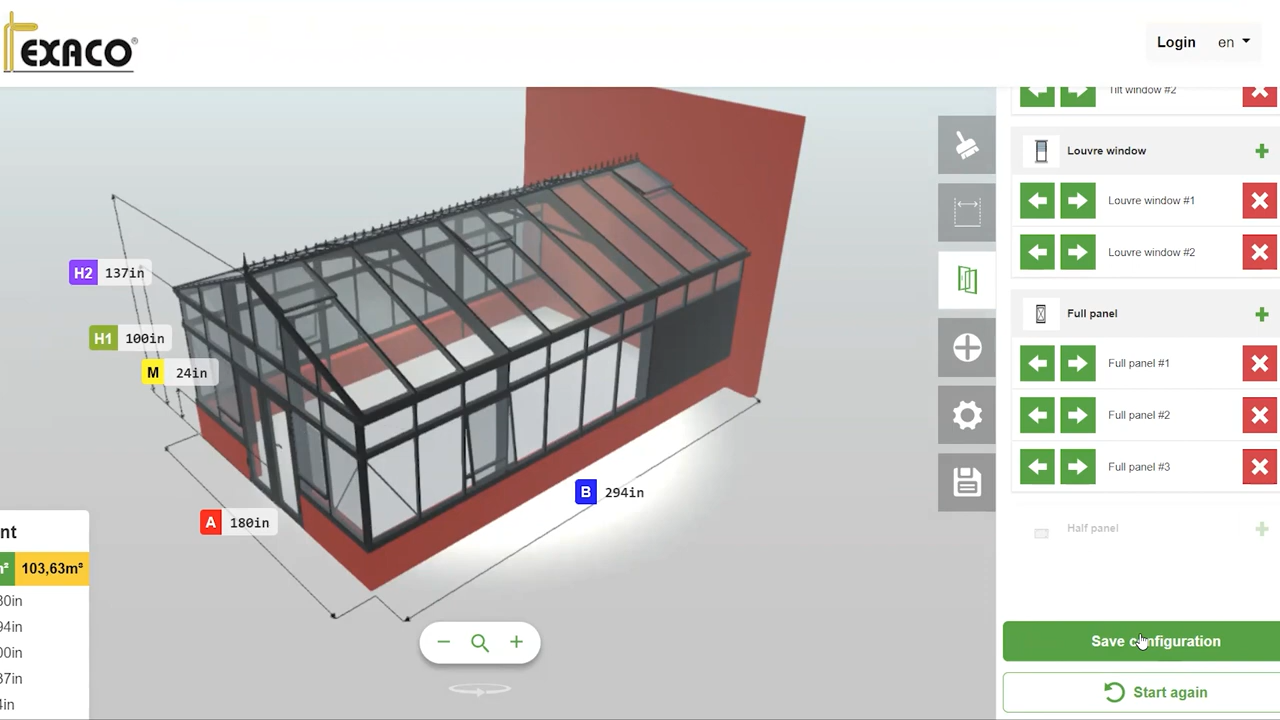 EXACO®
Login en
Tilt window #2
Louvre window
Louvre window #1
Louvre window #2
Full panel
Full panel #1
Full panel #2
Full panel #3
Half panel
Save configuration
Start again
H2 137in
H1 100in
M 24in
A 180in
B 294in
nt
m² 103,63m³
30in
94in
00in
37in
4in